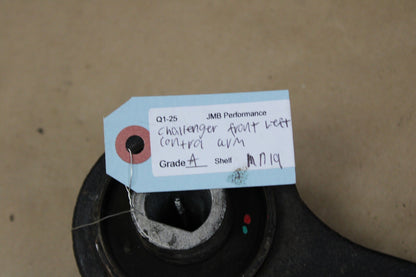 Q1-25 JMB Performance
challenger front Left
control arm
Grade A Shelf M19